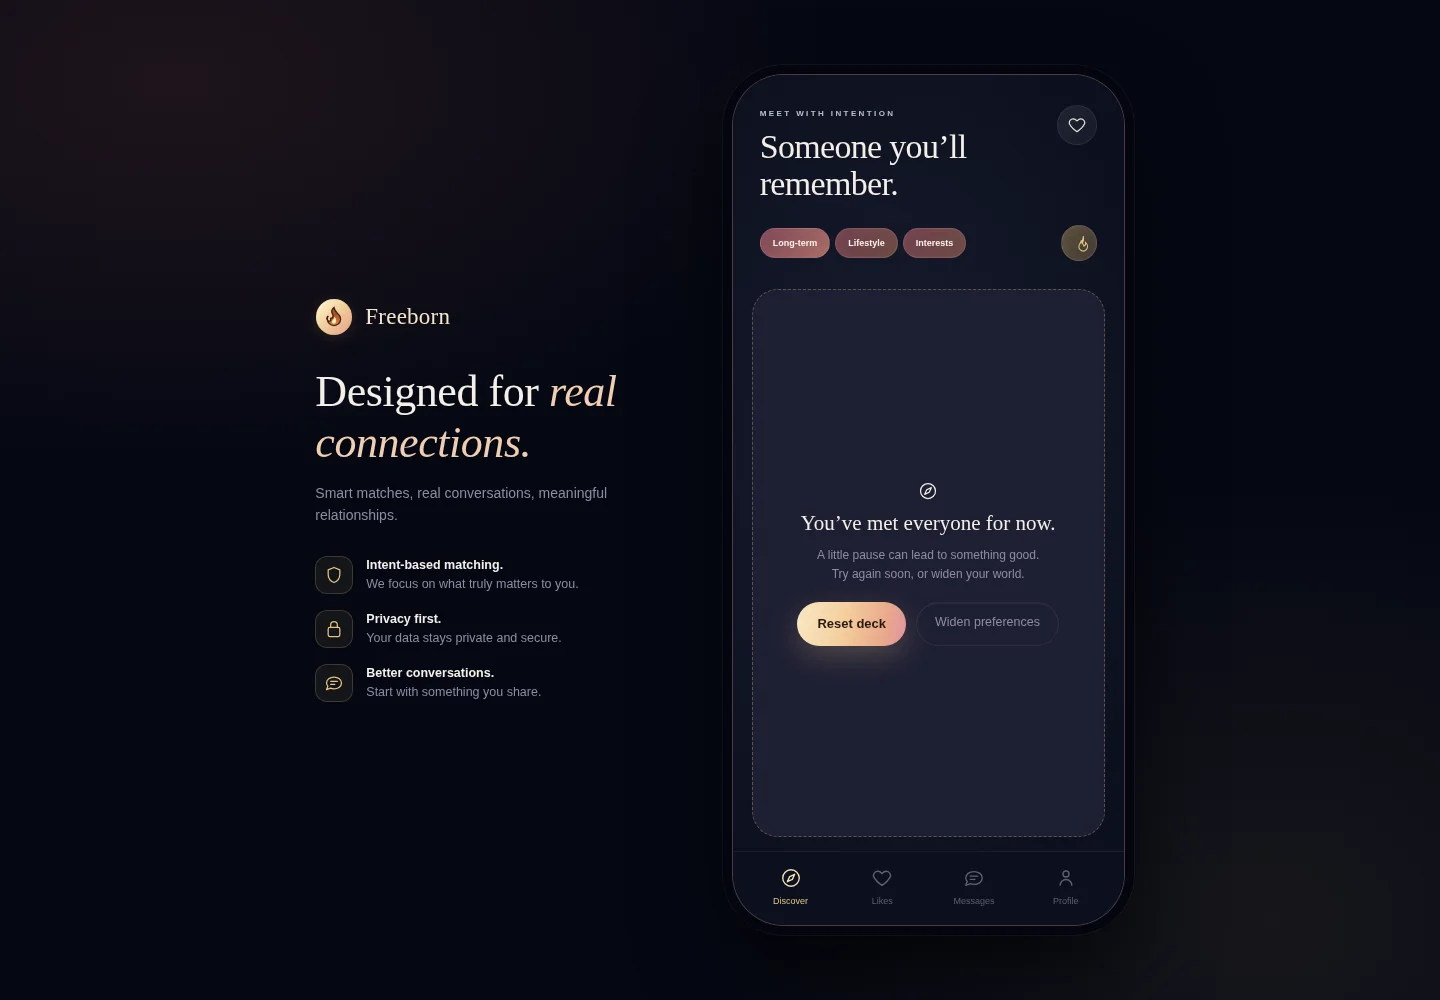 Freeborn
Designed for real
connections.
Smart matches, real conversations, meaningful
relationships.
Intent-based matching.
We focus on what truly matters to you.
Privacy first.
Your data stays private and secure.
Better conversations.
Start with something you share.
MEET WITH INTENTION
Someone you’ll
remember.
Long-term
Lifestyle
Interests
You’ve met everyone for now.
A little pause can lead to something good.
Try again soon, or widen your world.
Reset deck
Widen preferences
Discover
Likes
Messages
Profile